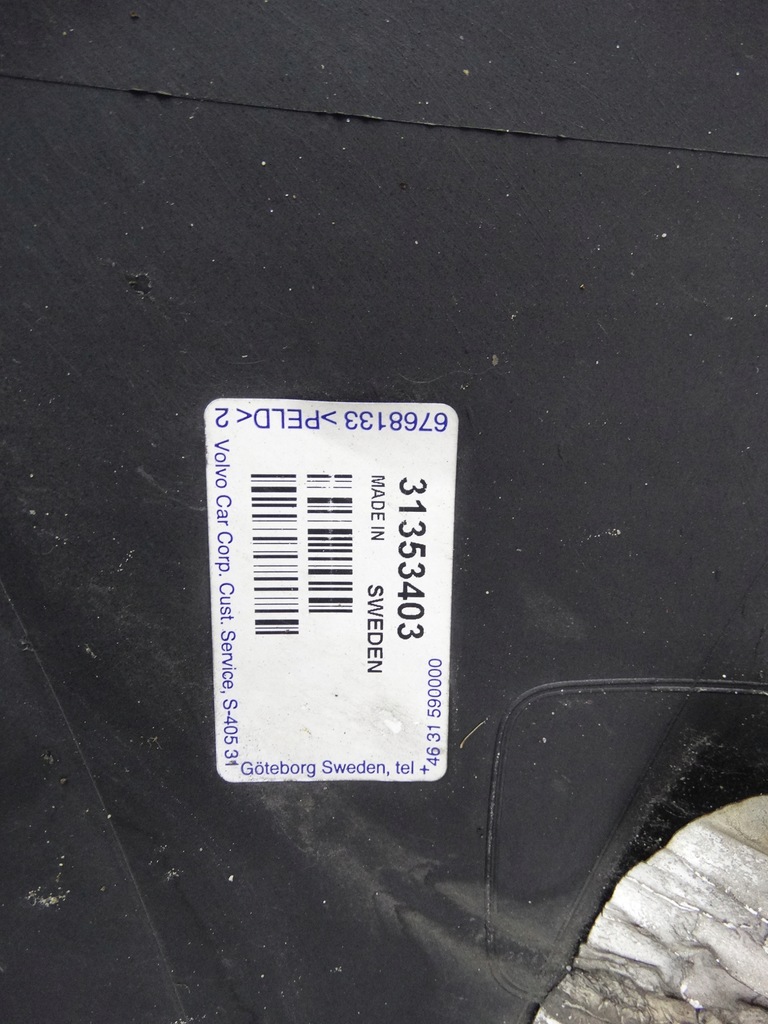 31353403
MADE IN SWEDEN
2 Volvo Car Corp. Cust. Service, S-405 31
Göteborg Sweden, tel +
46 31 590000
6768133 >PELD<